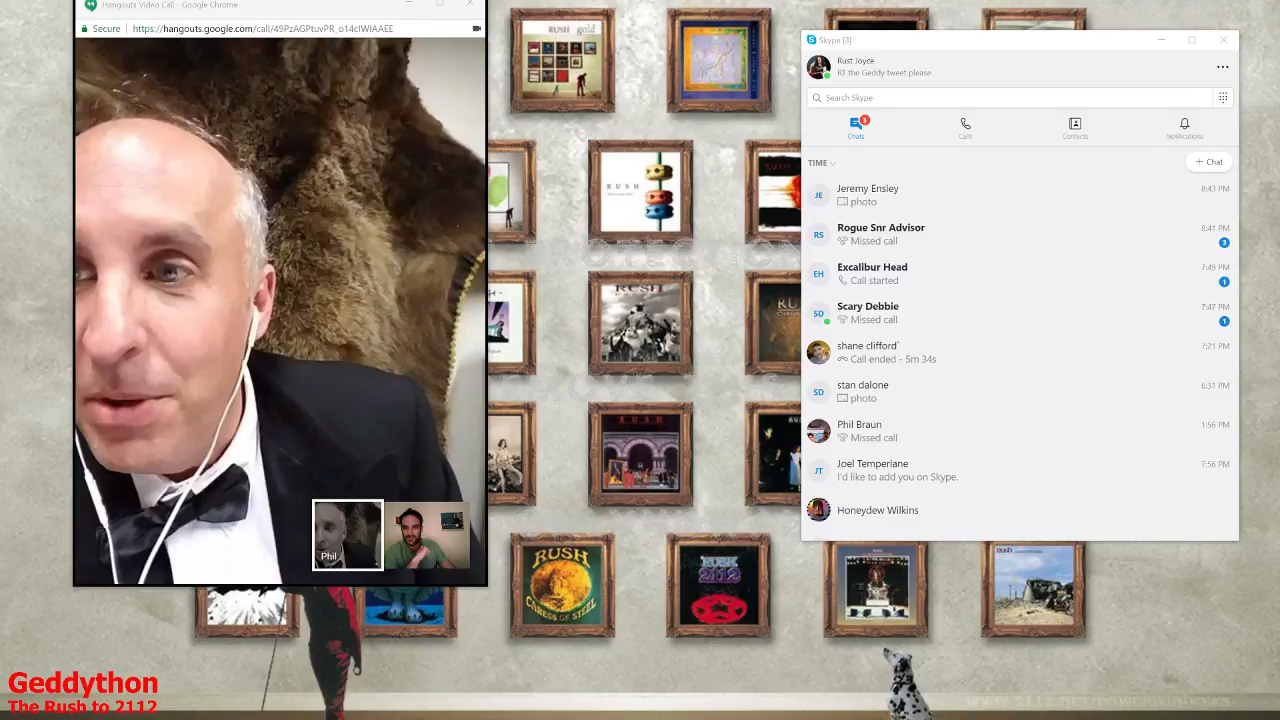 Hangouts Video Call - Google Chrome
Secure
https://hangouts.google.com/call/49PzAGPtuvPR_o14clWIAAEE
Phil
RUSH gold
RUSH
RUSH
RUSH
RUSH
RUSH
CARESS OF STEEL
RUSH
2112
Skype [3]
Rust Joyce
RT the Geddy tweet please
Search Skype
3
Chats
Calls
Contacts
Notifications
TIME
+ Chat
JE
Jeremy Ensley
photo
8:43 PM
RS
Rogue Snr Advisor
Missed call
8:41 PM
3
EH
Excalibur Head
Call started
7:49 PM
1
SD
Scary Debbie
Missed call
7:47 PM
1
shane clifford`
Call ended - 5m 34s
7:21 PM
SD
stan dalone
photo
6:31 PM
Phil Braun
Missed call
1:56 PM
JT
Joel Temperlane
I'd like to add you on Skype.
7:56 PM
Honeydew Wilkins
Geddython
The Rush to 2112